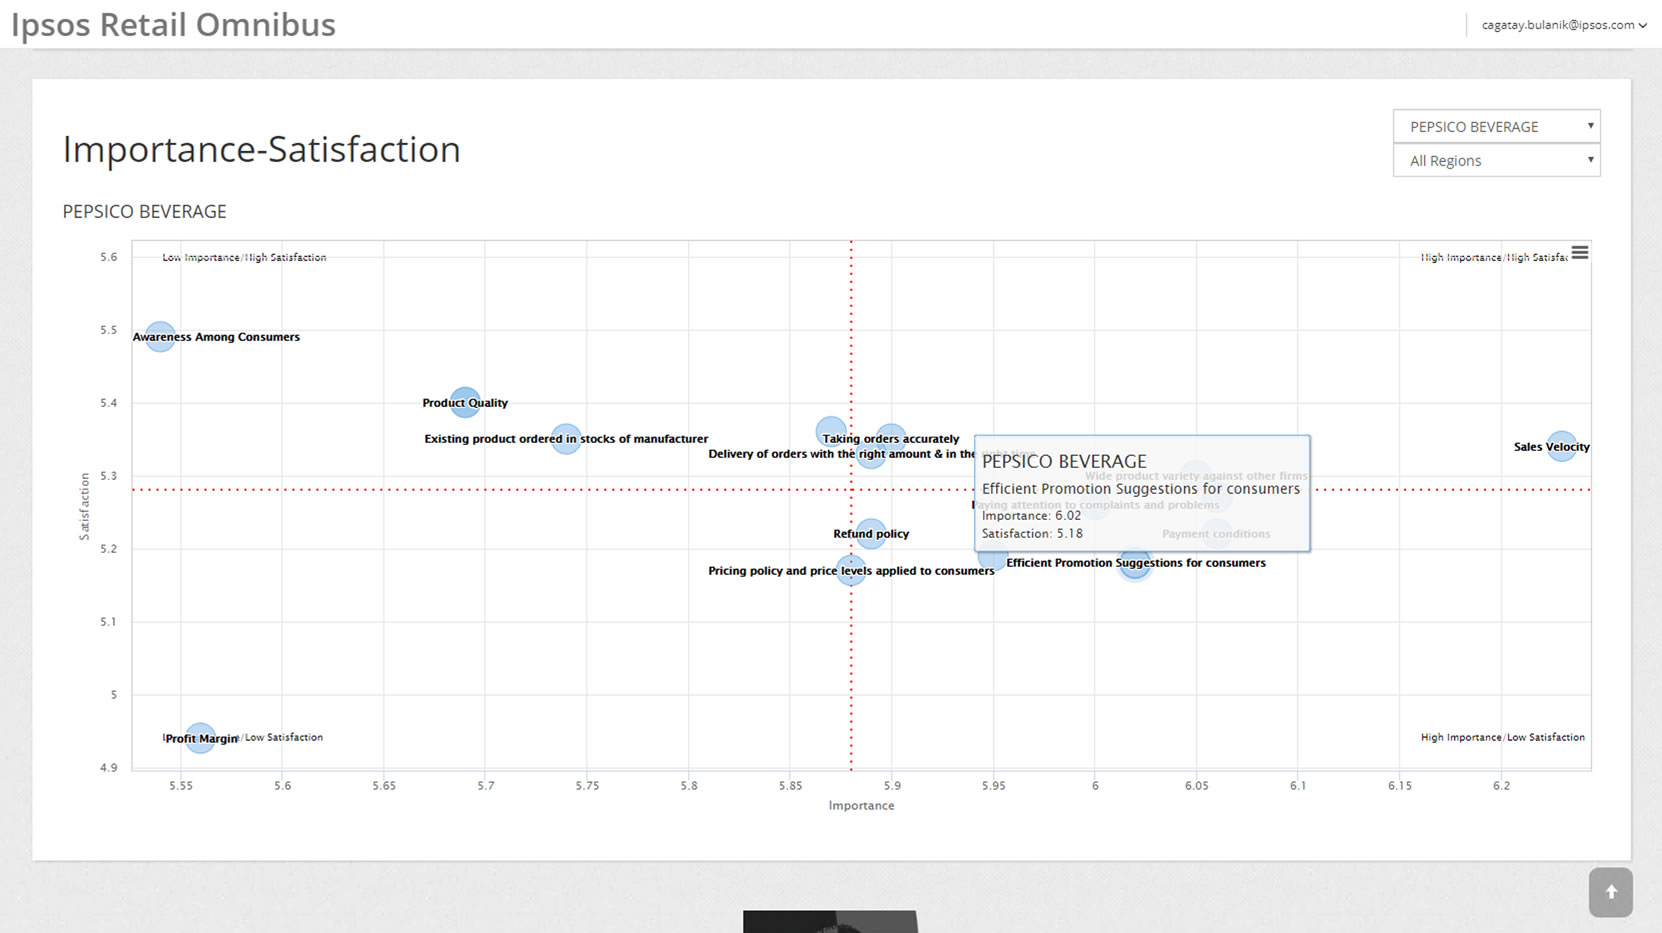 Ipsos Retail Omnibus
cagatay.bulanik@ipsos.com
PEPSICO BEVERAGE
All Regions
Importance-Satisfaction
PEPSICO BEVERAGE
5.6
5.5
5.4
5.3
5.2
5.1
5
4.9
Satisfaction
Low Importance/High Satisfaction
High Importance/High Satisfac
Awareness Among Consumers
Product Quality
Existing product ordered in stocks of manufacturer
Taking orders accurately
Delivery of orders with the right amount & in the right time
Sales Velocity
PEPSICO BEVERAGE
Wide product variety against other firms
Efficient Promotion Suggestions for consumers
Paying attention to complaints and problems
Importance: 6.02
Satisfaction: 5.18
Payment conditions
Refund policy
Efficient Promotion Suggestions for consumers
Pricing policy and price levels applied to consumers
Profit Margin
/Low Satisfaction
High Importance/Low Satisfaction
5.55 5.6 5.65 5.7 5.75 5.8 5.85 5.9 5.95 6 6.05 6.1 6.15 6.2
Importance